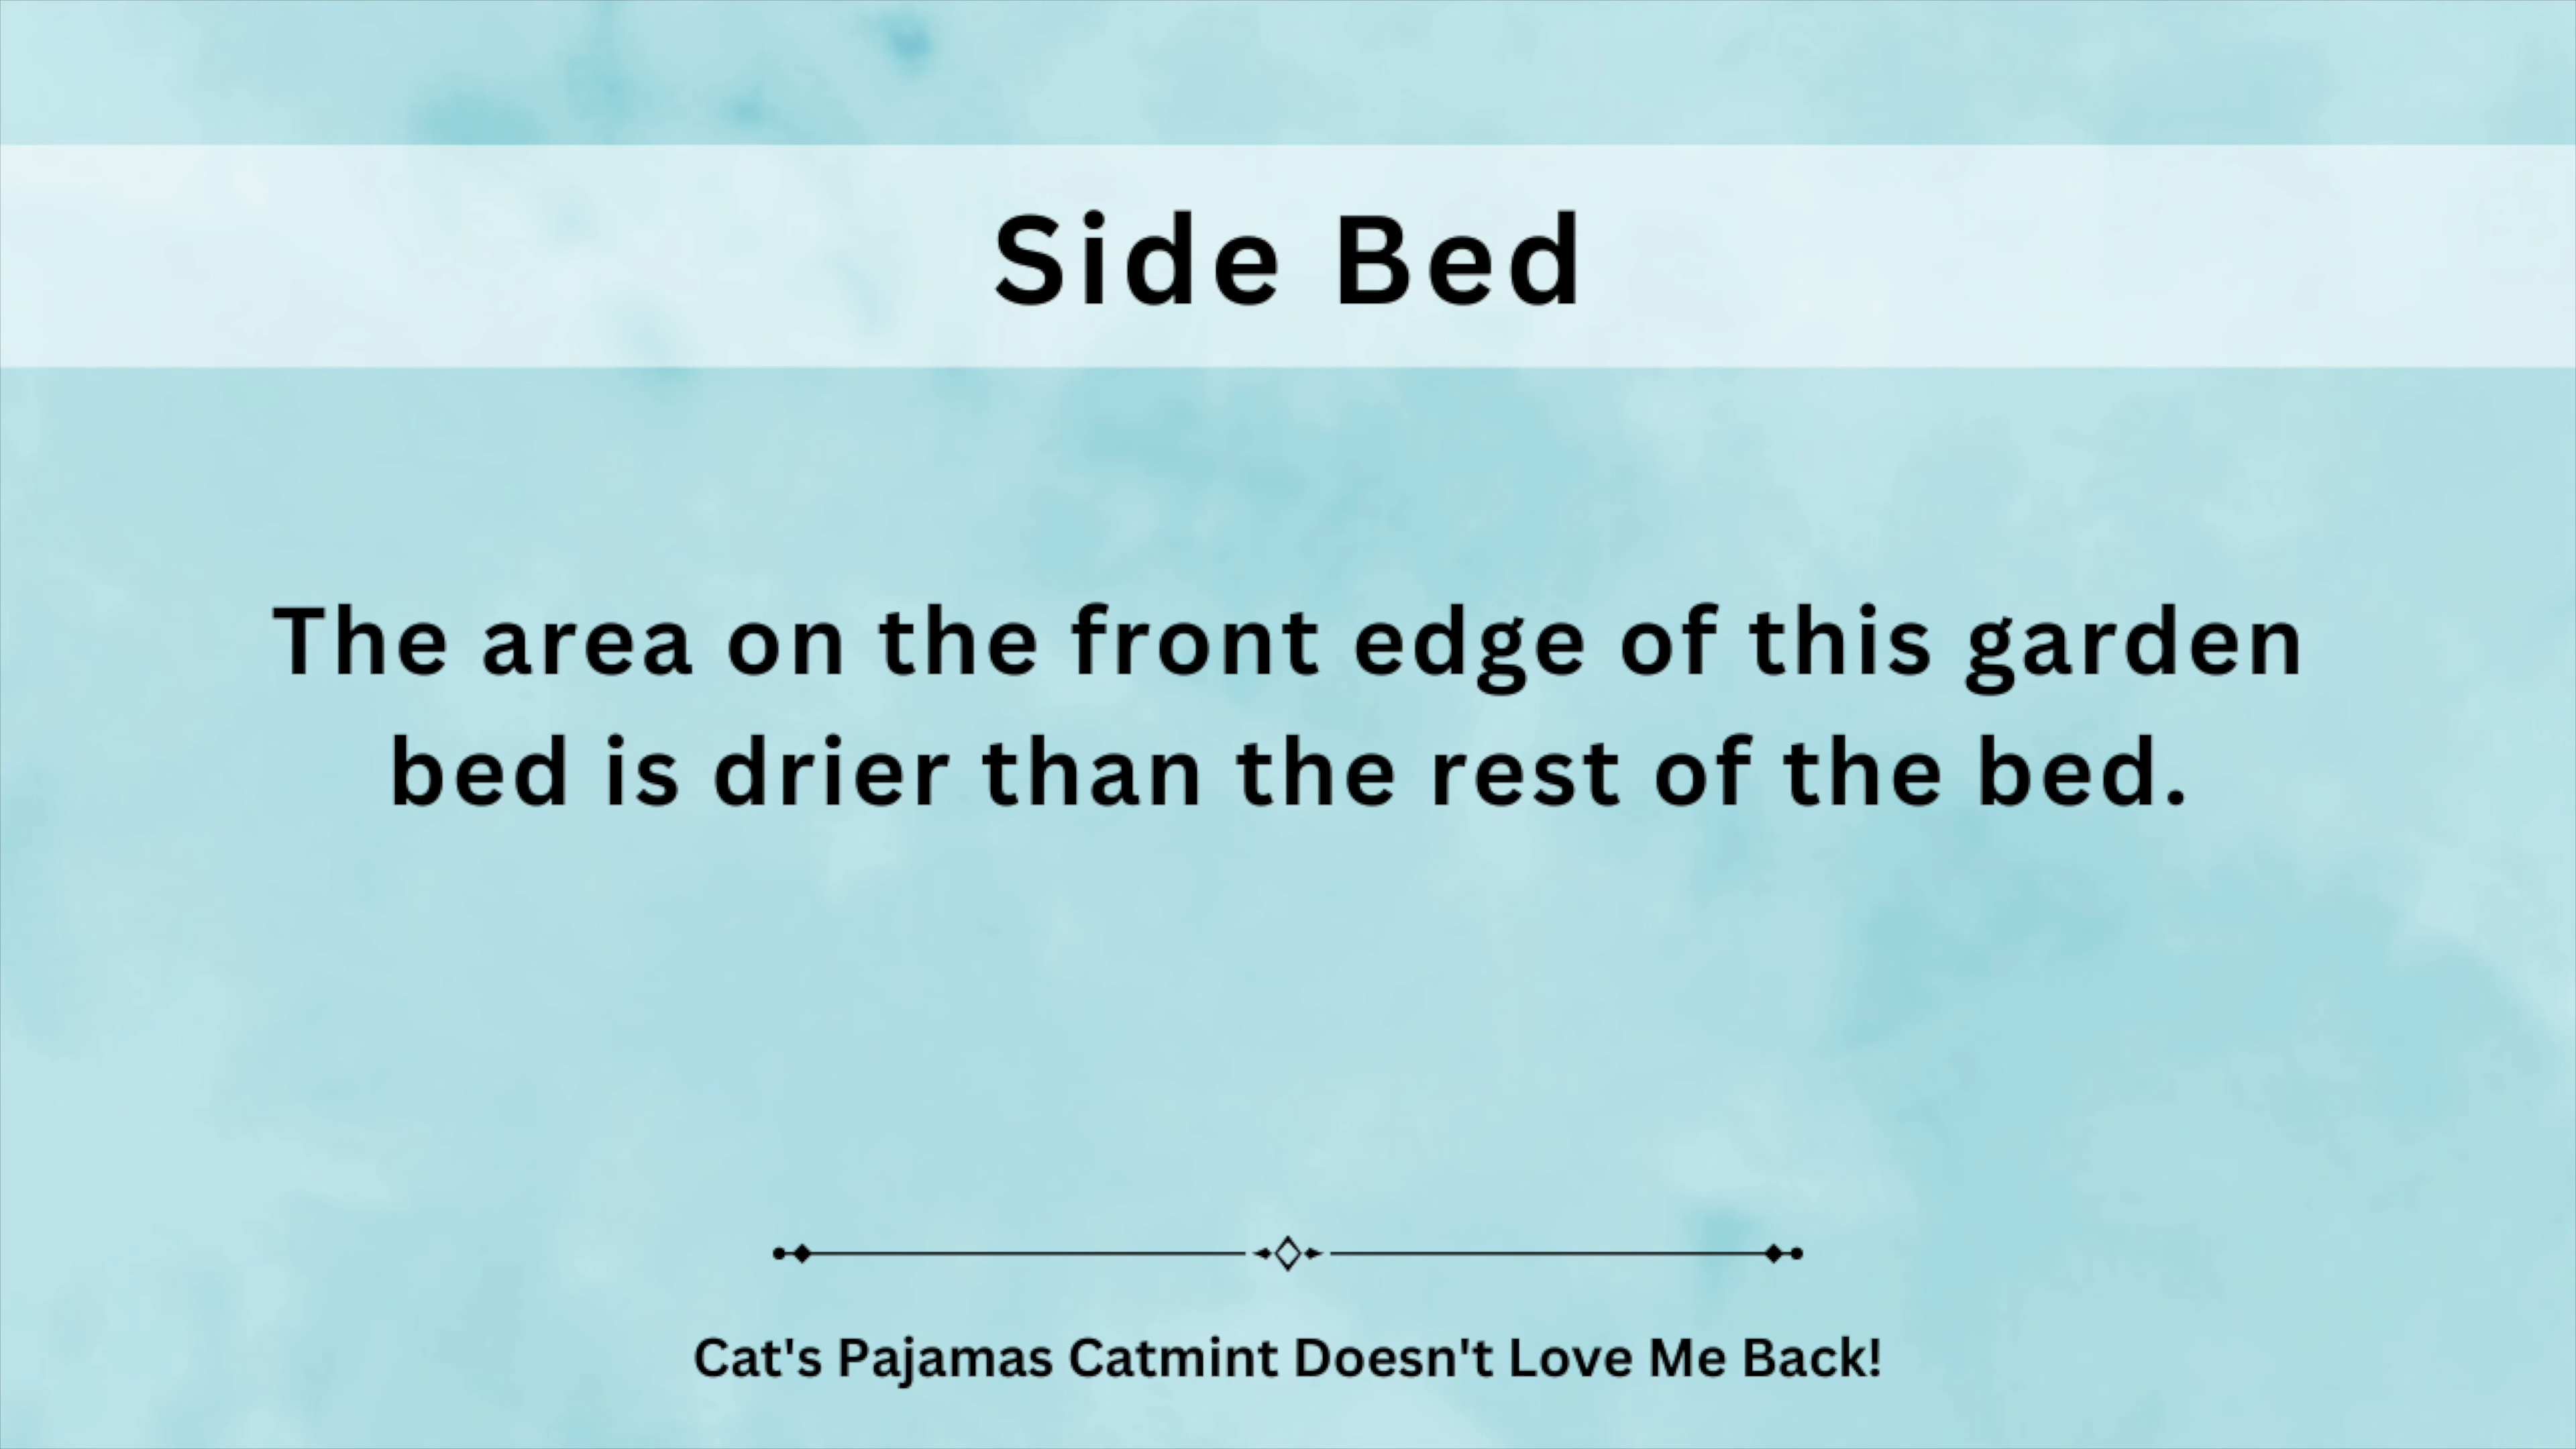 Side Bed
The area on the front edge of this garden
bed is drier than the rest of the bed.
Cat's Pajamas Catmint Doesn't Love Me Back!